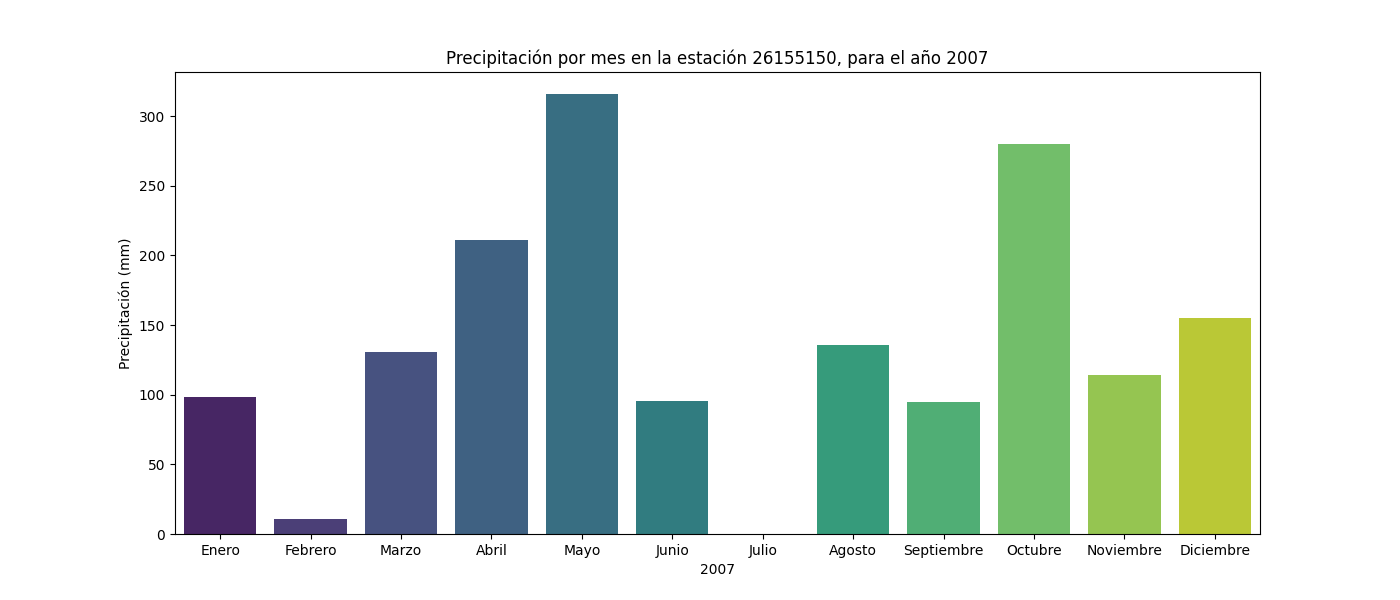 Precipitación por mes en la estación 26155150, para el año 2007
Precipitación (mm)
300
250
200
150
100
50
0
Enero Febrero Marzo Abril Mayo Junio Julio Agosto Septiembre Octubre Noviembre Diciembre
2007